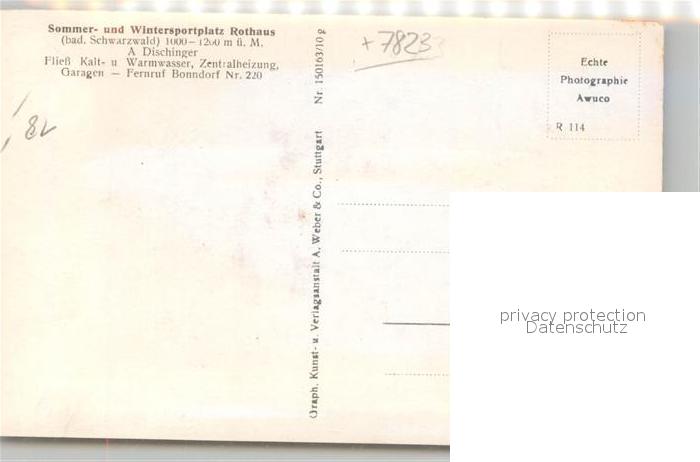 Sommer- und Wintersportplatz Rothaus
(bad. Schwarzwald) 1000–1200 m ü. M.
A Dischinger
Fließ Kalt- u Warmwasser, Zentralheizung,
Garagen – Fernruf Bonndorf Nr. 220
Graph. Kunst- u. Verlagsanstalt A. Weber & Co., Stuttgart Nr 150163/10 g
+7823
Echte
Photographie
Awuco
R 114
privacy protection
Datenschutz